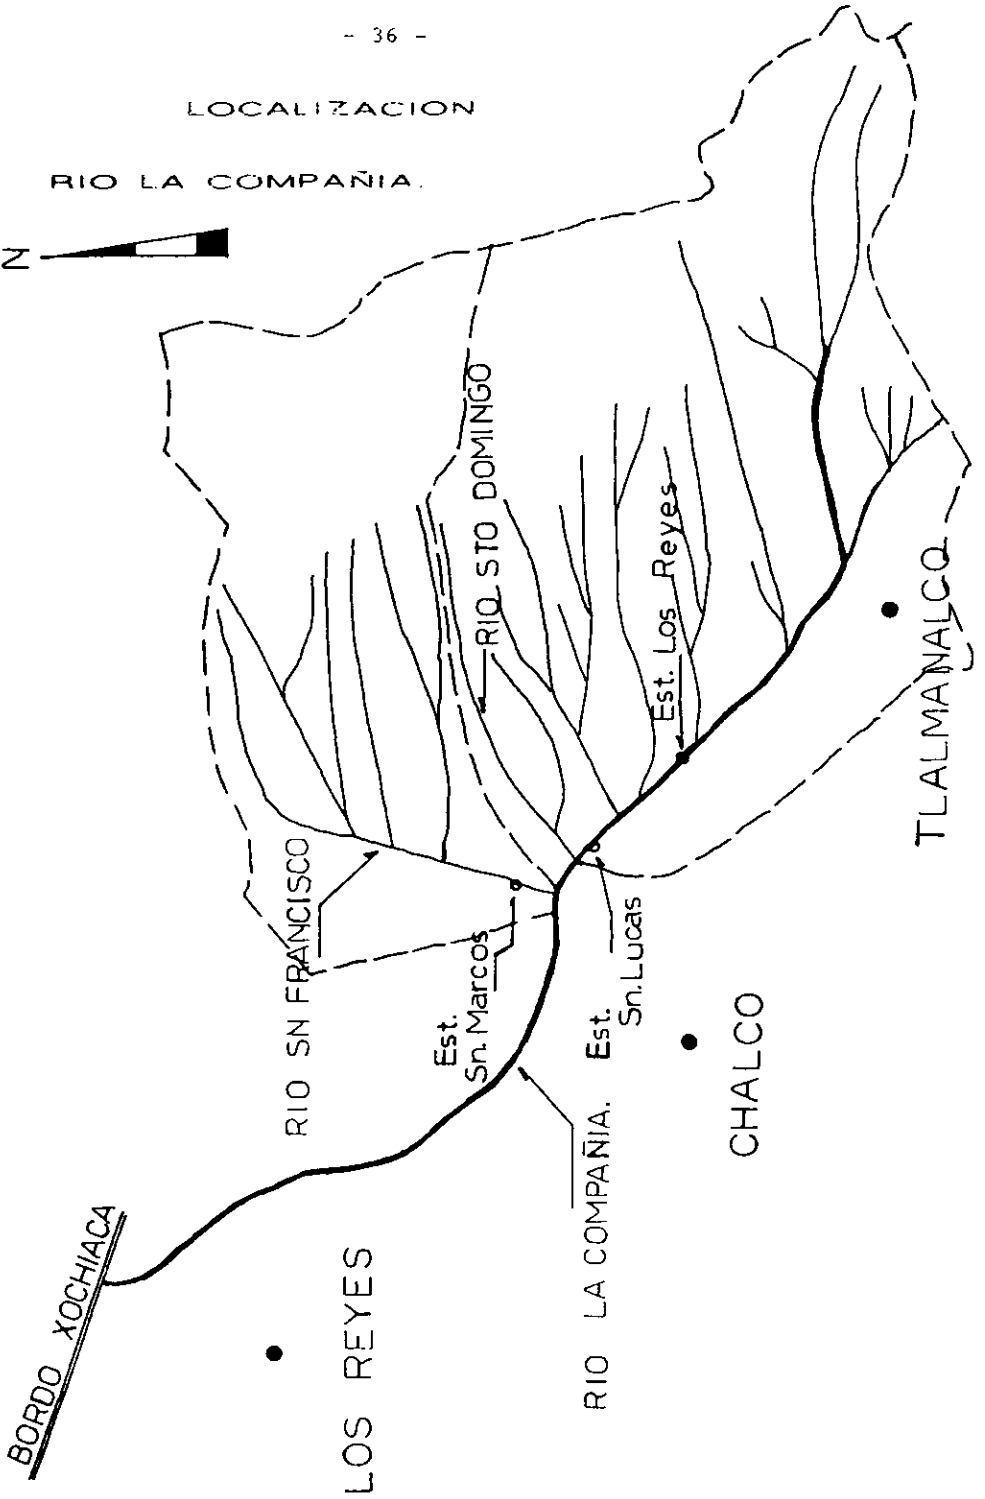 - 36 -
LOCALIZACION
RIO LA COMPAÑIA.
N
RIO STO DOMINGO
Est. Los Reyes
TLALMANALCO
RIO SN FRANCISCO
Est.
Sn. Marcos
Est.
Sn. Lucas
CHALCO
RIO LA COMPAÑIA.
BORDO XOCHIACA
LOS REYES